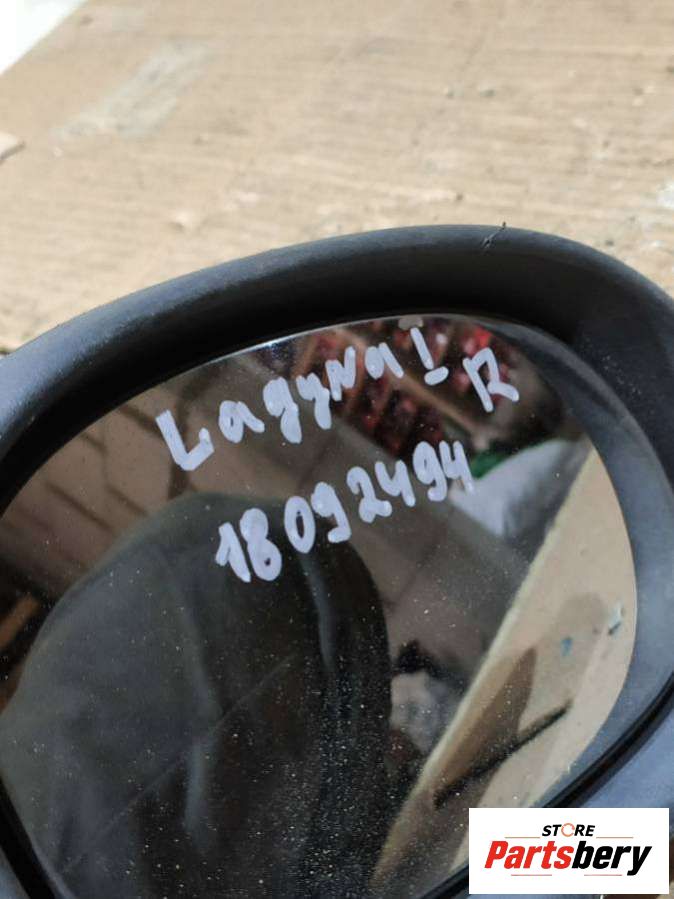 Laguna I R
18092494
STORE
Partsbery